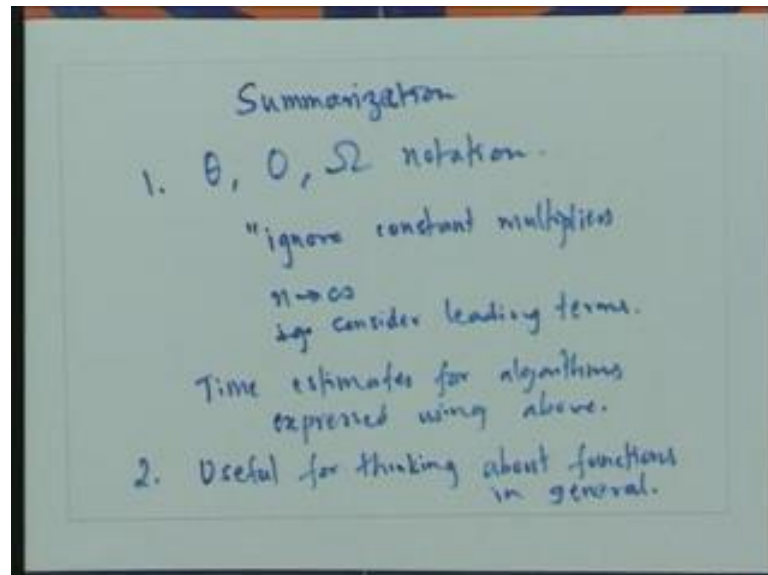 Summarization
1. θ, O, Ω notation.
"ignore constant multipliers
n→∞
consider leading terms.
Time estimates for algorithms
expressed using above.
2. Useful for thinking about functions
in general.